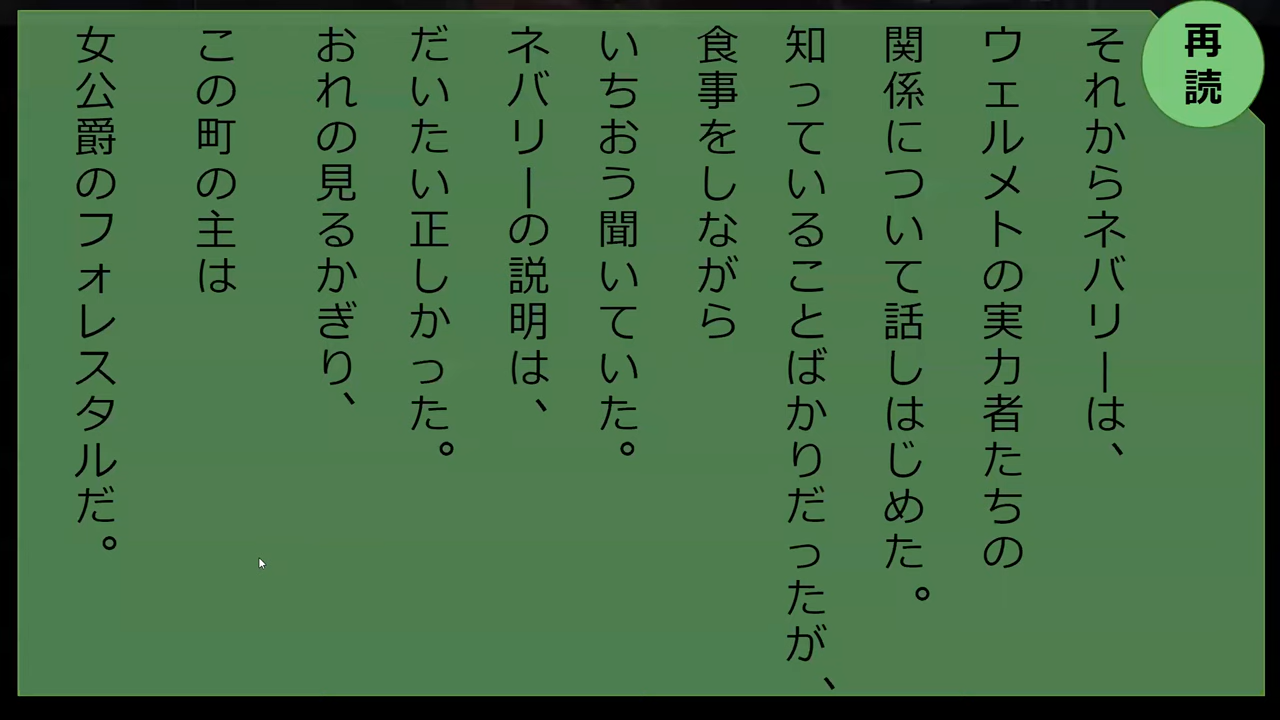 再読
それからネバリーは、
ウェルメトの実力者たちの
関係について話しはじめた。
知っていることばかりだったが、
食事をしながら
いちおう聞いていた。
ネバリーの説明は、
だいたい正しかった。
おれの見るかぎり、
この町の主は
女公爵のフォレスタルだ。